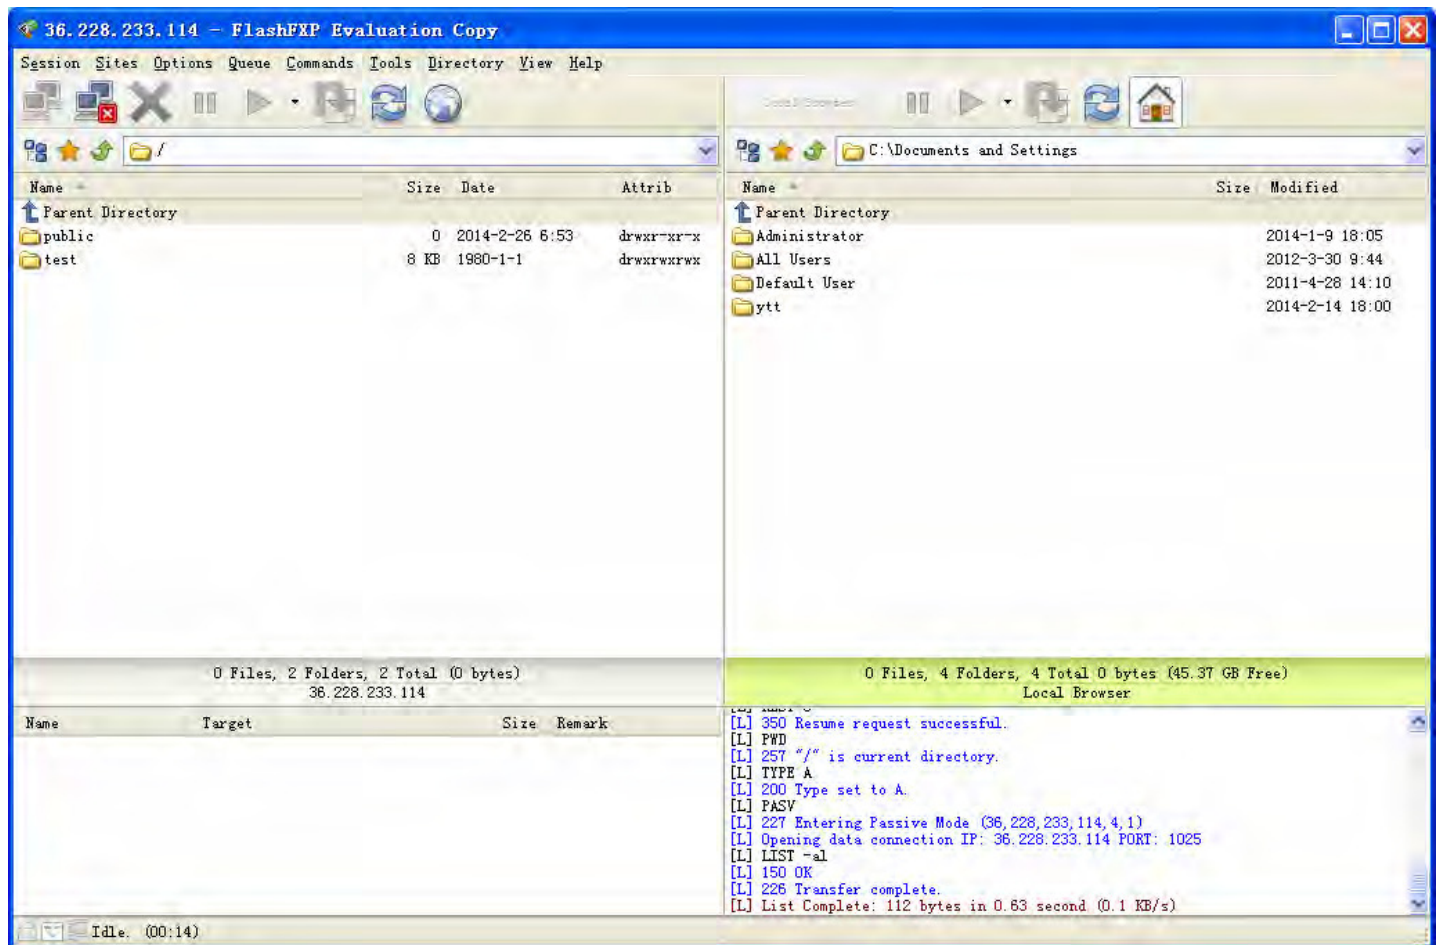 36.228.233.114 - FlashFXP Evaluation Copy
Session Sites Options Queue Commands Tools Directory View Help
Local Browser
/
C:\Documents and Settings
Name Size Date Attrib
Parent Directory
public 0 2014-2-26 6:53 drwxr-xr-x
test 8 KB 1980-1-1 drwxrwxrwx
Name Size Modified
Parent Directory
Administrator 2014-1-9 18:05
All Users 2012-3-30 9:44
Default User 2011-4-28 14:10
ytt 2014-2-14 18:00
0 Files, 2 Folders, 2 Total (0 bytes)
36.228.233.114
0 Files, 4 Folders, 4 Total 0 bytes (45.37 GB Free)
Local Browser
Name Target Size Remark
[L] 350 Resume request successful.
[L] PWD
[L] 257 "/" is current directory.
[L] TYPE A
[L] 200 Type set to A.
[L] PASV
[L] 227 Entering Passive Mode (36,228,233,114,4,1)
[L] Opening data connection IP: 36.228.233.114 PORT: 1025
[L] LIST -al
[L] 150 OK
[L] 226 Transfer complete.
[L] List Complete: 112 bytes in 0.63 second (0.1 KB/s)
Idle. (00:14)